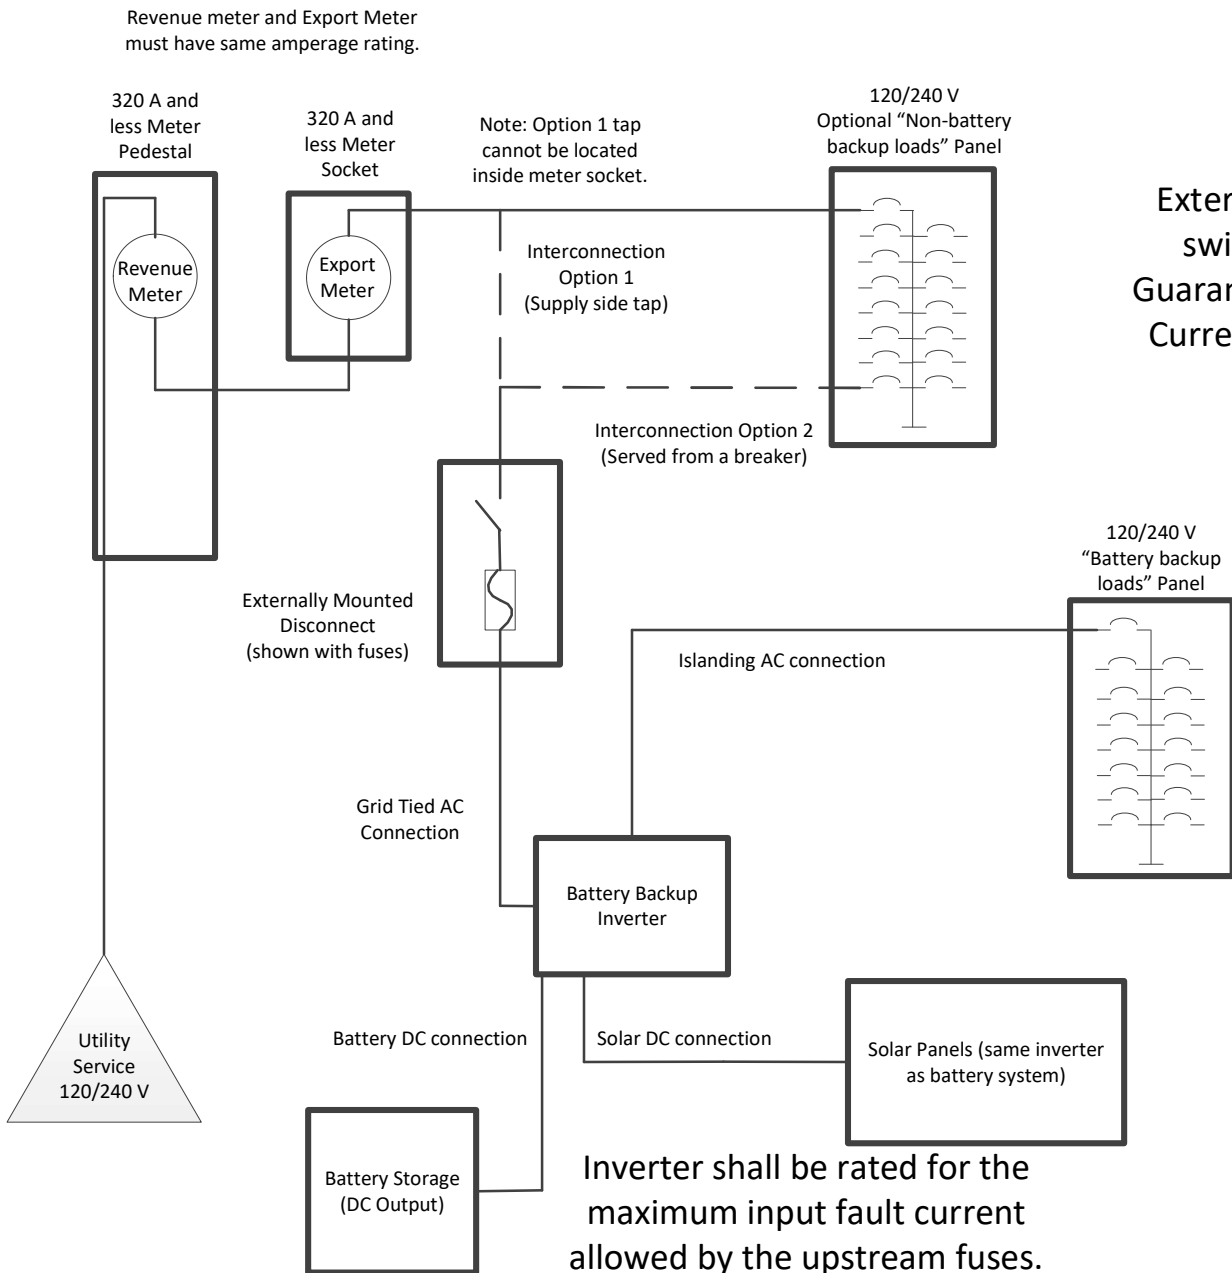 Revenue meter and Export Meter
must have same amperage rating.
320 A and
less Meter
Pedestal
320 A and
less Meter
Socket
Note: Option 1 tap
cannot be located
inside meter socket.
120/240 V
Optional “Non-battery
backup loads” Panel
Revenue
Meter
Export
Meter
Interconnection
Option 1
(Supply side tap)
Interconnection Option 2
(Served from a breaker)
Externally Mounted
Disconnect
(shown with fuses)
120/240 V
“Battery backup
loads” Panel
Islanding AC connection
Grid Tied AC
Connection
Battery Backup
Inverter
Utility
Service
120/240 V
Battery DC connection
Solar DC connection
Solar Panels (same inverter
as battery system)
Battery Storage
(DC Output)
Inverter shall be rated for the
maximum input fault current
allowed by the upstream fuses.